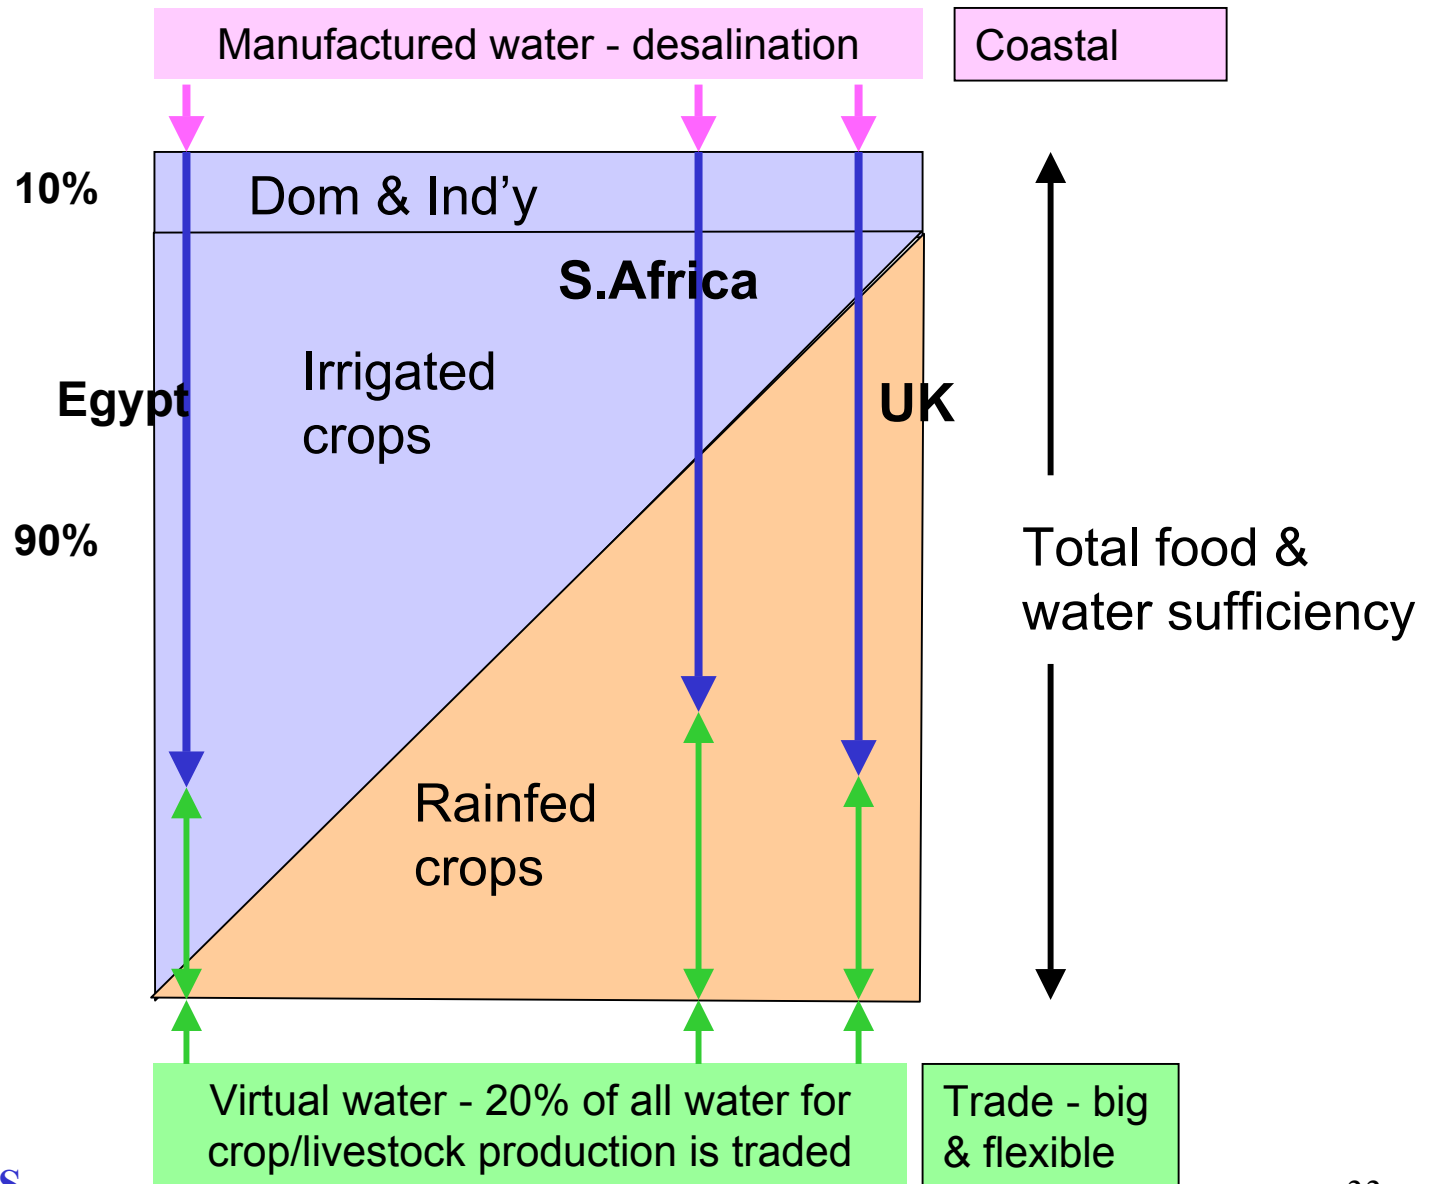 Manufactured water - desalination
Coastal
10%
Dom & Ind'y
S.Africa
Irrigated
crops
Egypt
UK
90%
Total food &
water sufficiency
Rainfed
crops
Virtual water - 20% of all water for
crop/livestock production is traded
Trade - big
& flexible
S